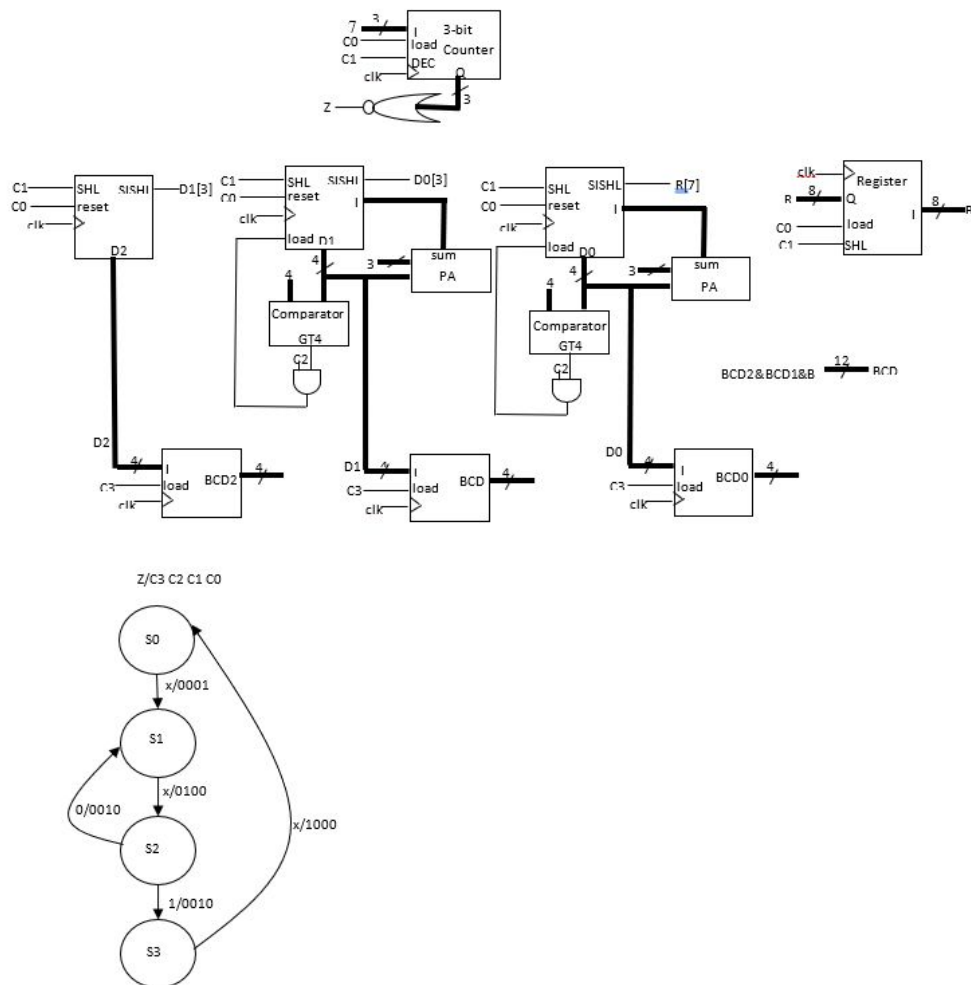 7 3 I 3-bit
C0 load Counter
C1 DEC
clk Q
Z 3
C1 SHL SISHL D1[3]
C0 reset
clk
D2
C1 SHL SISHL D0[3]
C0 reset I
clk
load D1
4 4 3 sum
PA
Comparator
GT4
C2
C1 SHL SISHL R[7]
C0 reset I
clk
load D0
4 4 3 sum
PA
Comparator
GT4
C2
clk Register
R 8 Q 8 R
I
C0 load
C1 SHL
BCD2&BCD1&B 12 BCD
D2 4 I BCD2 4
C3 load
clk
D1 4 I BCD 4
C3 load
clk
D0 4 I BCD0 4
C3 load
clk
Z/C3 C2 C1 C0
S0
x/0001
S1
x/0100
0/0010
x/1000
S2
1/0010
S3